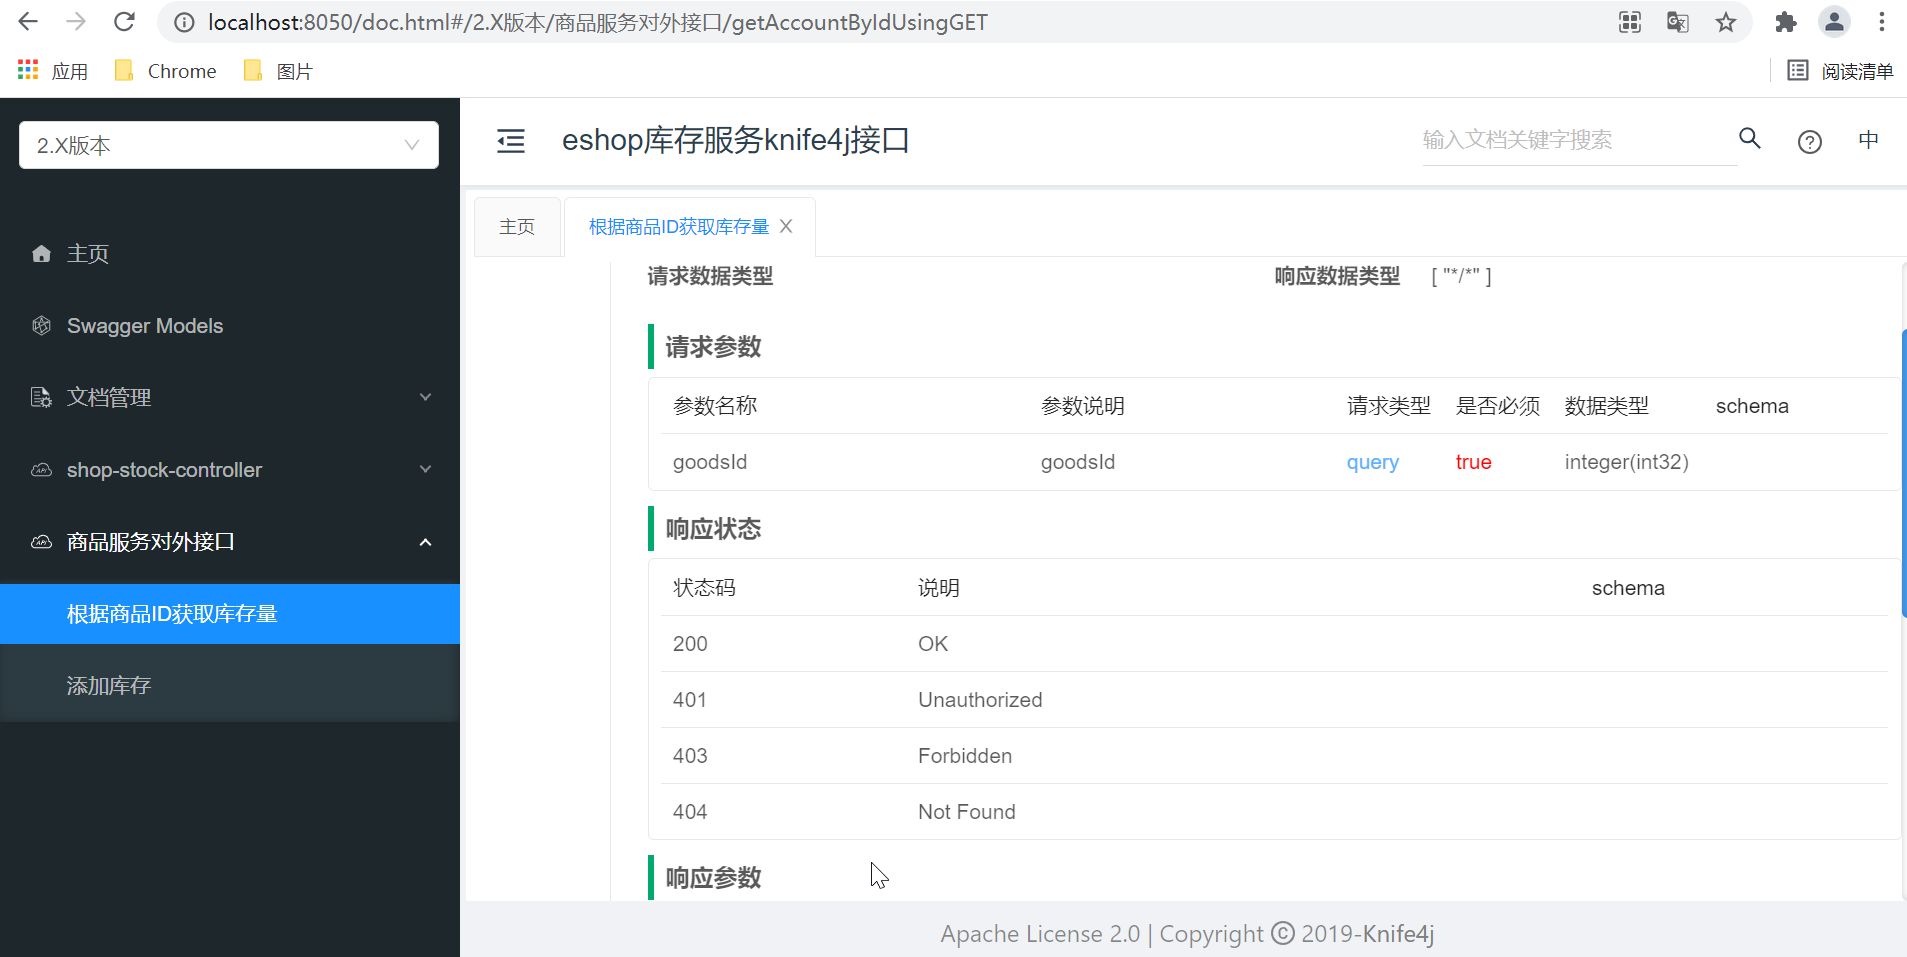 localhost:8050/doc.html#/2.X版本/商品服务对外接口/getAccountByIdUsingGET
应用 Chrome 图片 阅读清单
2.X版本
eshop库存服务knife4j接口
输入文档关键字搜索
中
主页
Swagger Models
文档管理
shop-stock-controller
商品服务对外接口
根据商品ID获取库存量
添加库存
主页 根据商品ID获取库存量 X
请求数据类型 响应数据类型 [ "*/*" ]
请求参数
参数名称 参数说明 请求类型 是否必须 数据类型 schema
goodsId goodsId query true integer(int32)
响应状态
状态码 说明 schema
200 OK
401 Unauthorized
403 Forbidden
404 Not Found
响应参数
Apache License 2.0 | Copyright © 2019-Knife4j